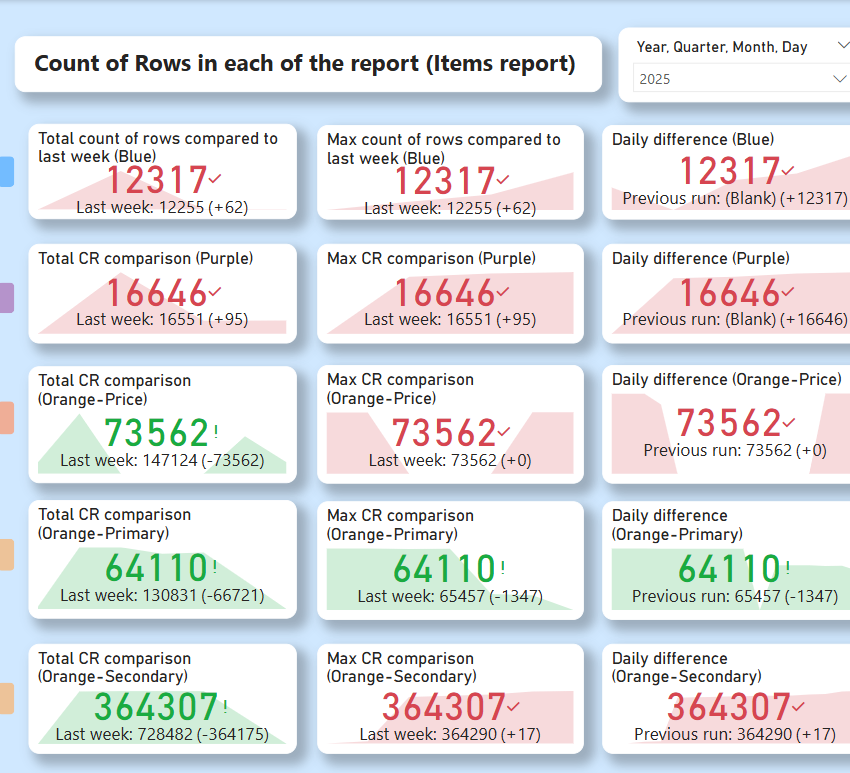 Count of Rows in each of the report (Items report)
Year, Quarter, Month, Day
2025
Total count of rows compared to
last week (Blue)
12317
Last week: 12255 (+62)
Max count of rows compared to
last week (Blue)
12317
Last week: 12255 (+62)
Daily difference (Blue)
12317
Previous run: (Blank) (+12317)
Total CR comparison (Purple)
16646
Last week: 16551 (+95)
Max CR comparison (Purple)
16646
Last week: 16551 (+95)
Daily difference (Purple)
16646
Previous run: (Blank) (+16646)
Total CR comparison
(Orange-Price)
73562!
Last week: 147124 (-73562)
Max CR comparison
(Orange-Price)
73562
Last week: 73562 (+0)
Daily difference (Orange-Price)
73562
Previous run: 73562 (+0)
Total CR comparison
(Orange-Primary)
64110!
Last week: 130831 (-66721)
Max CR comparison
(Orange-Primary)
64110!
Last week: 65457 (-1347)
Daily difference
(Orange-Primary)
64110!
Previous run: 65457 (-1347)
Total CR comparison
(Orange-Secondary)
364307!
Last week: 728482 (-364175)
Max CR comparison
(Orange-Secondary)
364307
Last week: 364290 (+17)
Daily difference
(Orange-Secondary)
364307
Previous run: 364290 (+17)